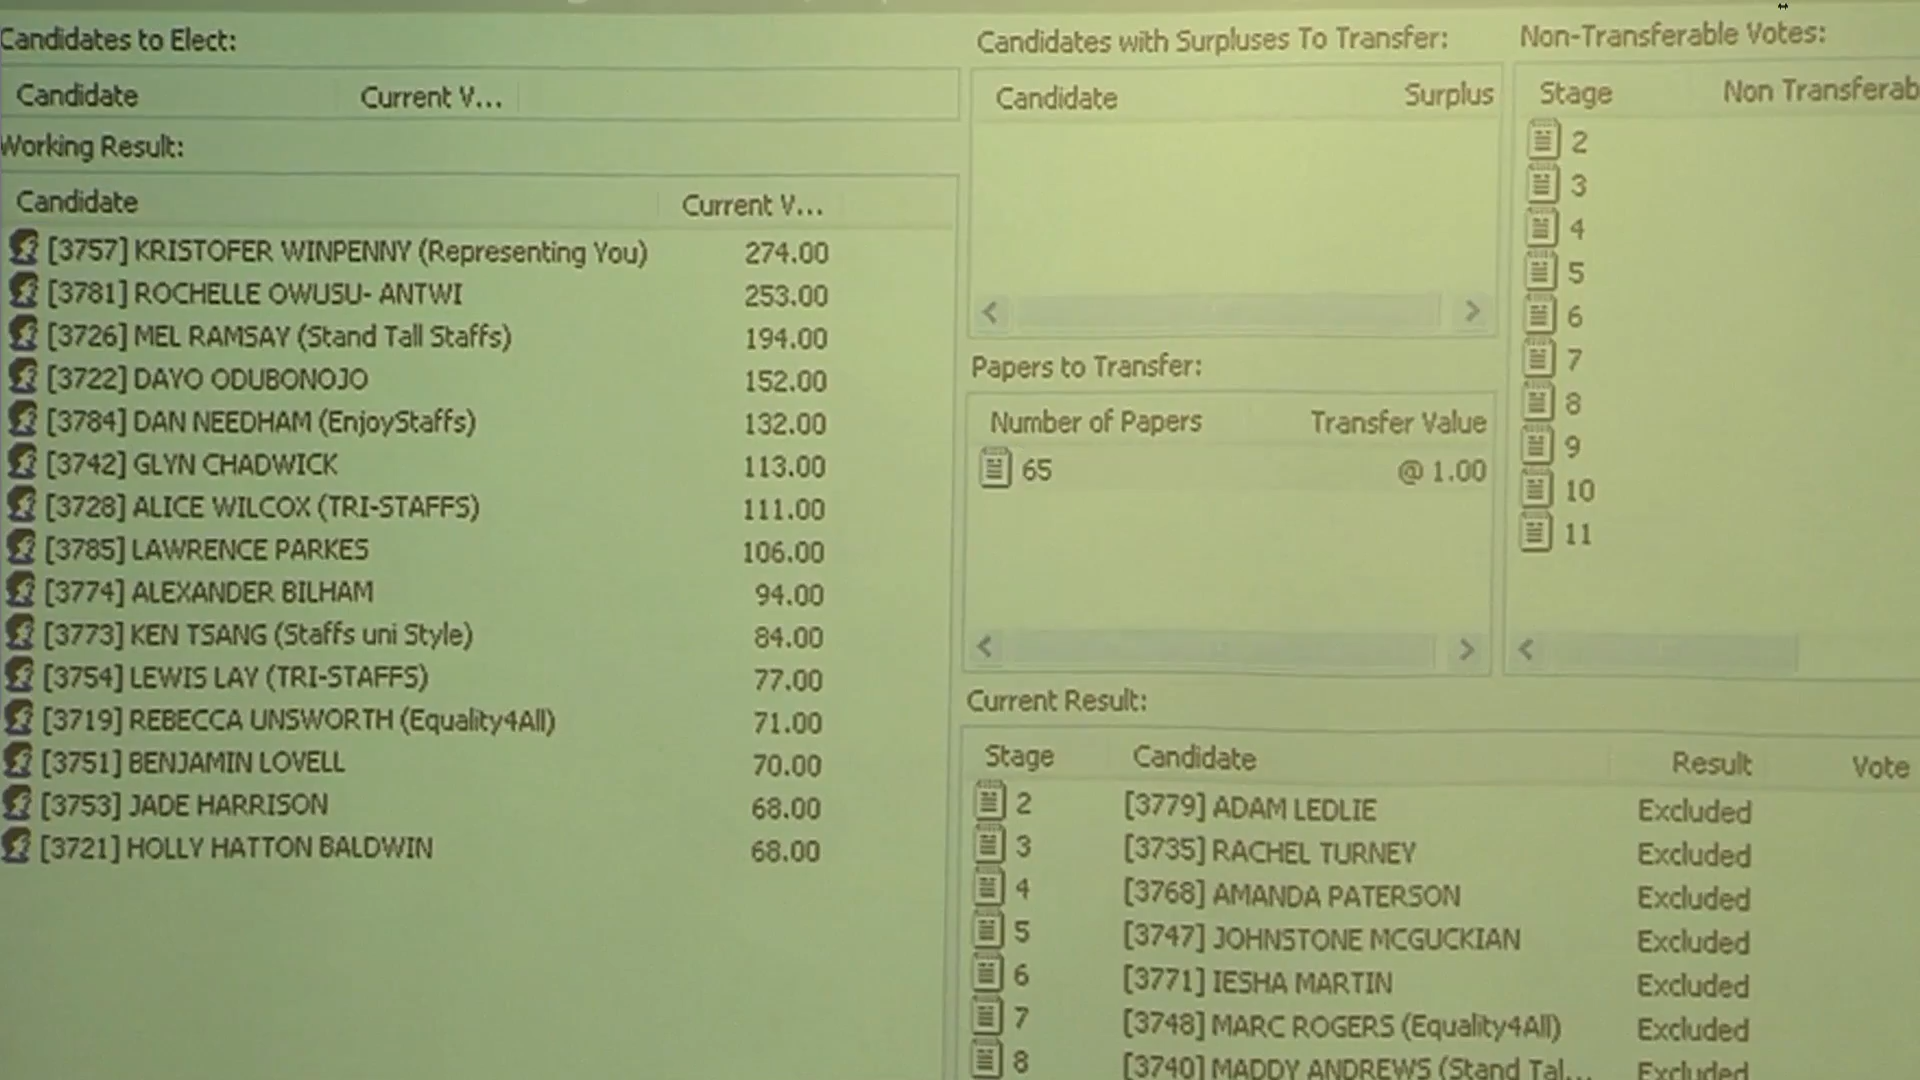 Candidates to Elect:
Candidate Current V...
Working Result:
Candidate Current V...
[3757] KRISTOFER WINPENNY (Representing You) 274.00
[3781] ROCHELLE OWUSU- ANTWI 253.00
[3726] MEL RAMSAY (Stand Tall Staffs) 194.00
[3722] DAYO ODUBONOJO 152.00
[3784] DAN NEEDHAM (EnjoyStaffs) 132.00
[3742] GLYN CHADWICK 113.00
[3728] ALICE WILCOX (TRI-STAFFS) 111.00
[3785] LAWRENCE PARKES 106.00
[3774] ALEXANDER BILHAM 94.00
[3773] KEN TSANG (Staffs uni Style) 84.00
[3754] LEWIS LAY (TRI-STAFFS) 77.00
[3719] REBECCA UNSWORTH (Equality4All) 71.00
[3751] BENJAMIN LOVELL 70.00
[3753] JADE HARRISON 68.00
[3721] HOLLY HATTON BALDWIN 68.00
Candidates with Surpluses To Transfer:
Candidate Surplus
Papers to Transfer:
Number of Papers Transfer Value
65 @ 1.00
Non-Transferable Votes:
Stage Non Transferab
2
3
4
5
6
7
8
9
10
11
Current Result:
Stage Candidate Result Vote
2 [3779] ADAM LEDLIE Excluded
3 [3735] RACHEL TURNEY Excluded
4 [3768] AMANDA PATERSON Excluded
5 [3747] JOHNSTONE MCGUCKIAN Excluded
6 [3771] IESHA MARTIN Excluded
7 [3748] MARC ROGERS (Equality4All) Excluded
8 [3740] MADDY ANDREWS (Stand Tal... Excluded